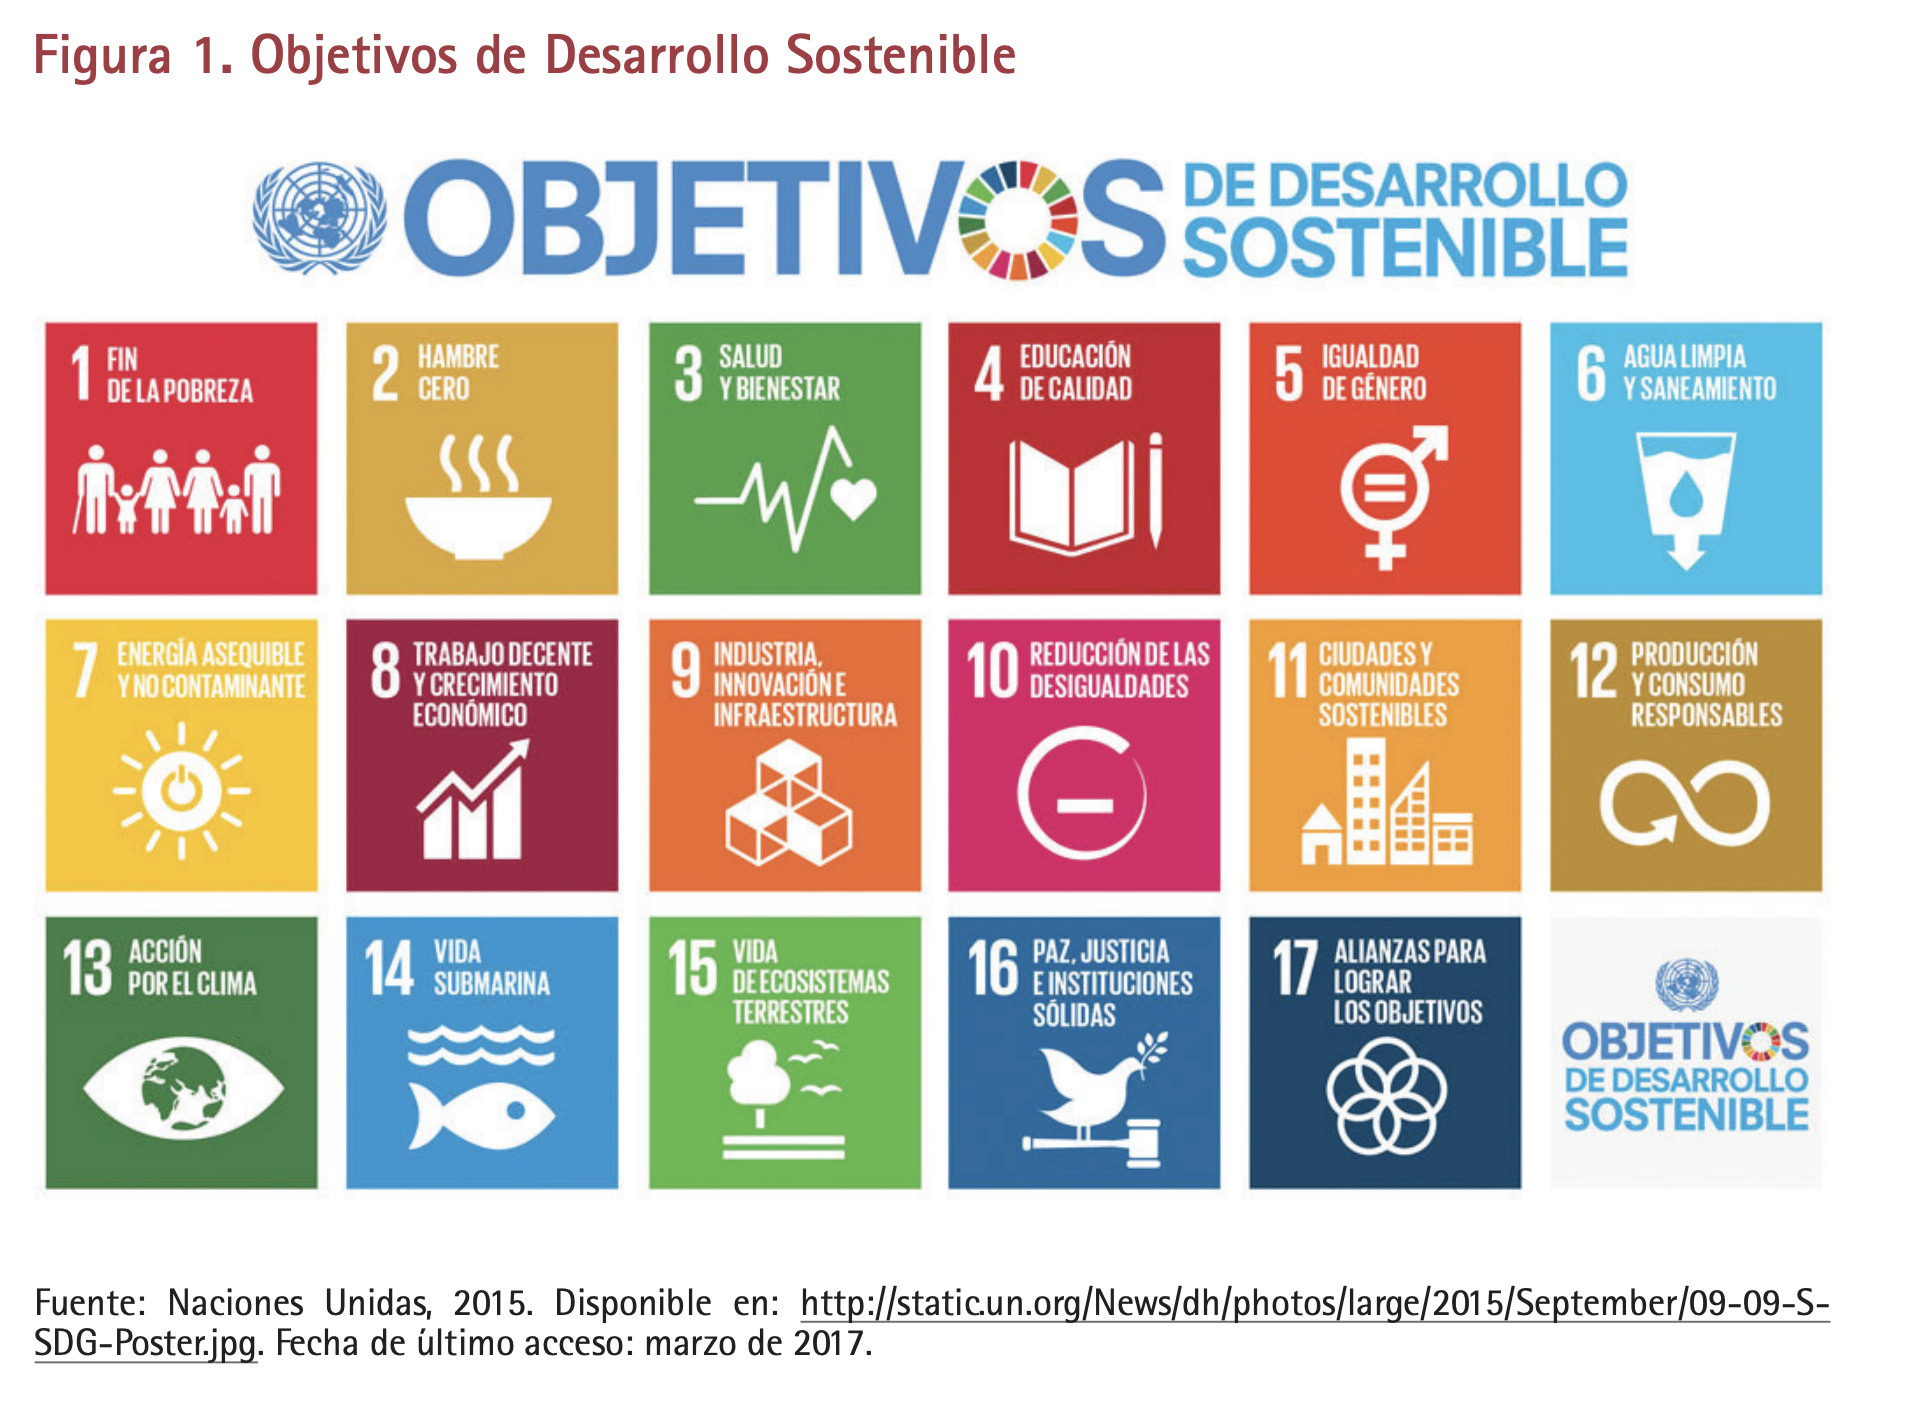 Figura 1. Objetivos de Desarrollo Sostenible
OBJETIVOS
DE DESARROLLO
SOSTENIBLE
1 FIN
DE LA POBREZA
2 HAMBRE
CERO
3 SALUD
Y BIENESTAR
4 EDUCACIÓN
DE CALIDAD
5 IGUALDAD
DE GÉNERO
6 AGUA LIMPIA
Y SANEAMIENTO
7 ENERGÍA ASEQUIBLE
Y NO CONTAMINANTE
8 TRABAJO DECENTE
Y CRECIMIENTO
ECONÓMICO
9 INDUSTRIA,
INNOVACIÓN E
INFRAESTRUCTURA
10 REDUCCIÓN DE LAS
DESIGUALDADES
11 CIUDADES Y
COMUNIDADES
SOSTENIBLES
12 PRODUCCIÓN
Y CONSUMO
RESPONSABLES
13 ACCIÓN
POR EL CLIMA
14 VIDA
SUBMARINA
15 VIDA
DE ECOSISTEMAS
TERRESTRES
16 PAZ, JUSTICIA
E INSTITUCIONES
SÓLIDAS
17 ALIANZAS PARA
LOGRAR
LOS OBJETIVOS
OBJETIVOS
DE DESARROLLO
SOSTENIBLE
Fuente: Naciones Unidas, 2015. Disponible en: http://static.un.org/News/dh/photos/large/2015/September/09-09-S-
SDG-Poster.jpg. Fecha de último acceso: marzo de 2017.